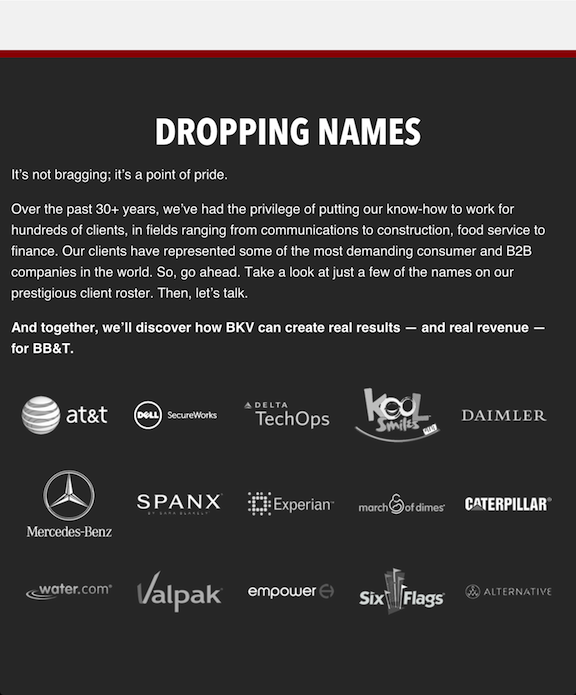 DROPPING NAMES
It’s not bragging; it’s a point of pride.
Over the past 30+ years, we’ve had the privilege of putting our know-how to work for
hundreds of clients, in fields ranging from communications to construction, food service to
finance. Our clients have represented some of the most demanding consumer and B2B
companies in the world. So, go ahead. Take a look at just a few of the names on our
prestigious client roster. Then, let’s talk.
And together, we’ll discover how BKV can create real results — and real revenue —
for BB&T.
at&t
DELL SecureWorks
DELTA
TechOps
Kool
Smiles
DAIMLER
Mercedes-Benz
SPANX
BY SARA BLAKELY
Experian
march of dimes
CATERPILLAR
water.com
Valpak
empower
Six Flags
ALTERNATIVE